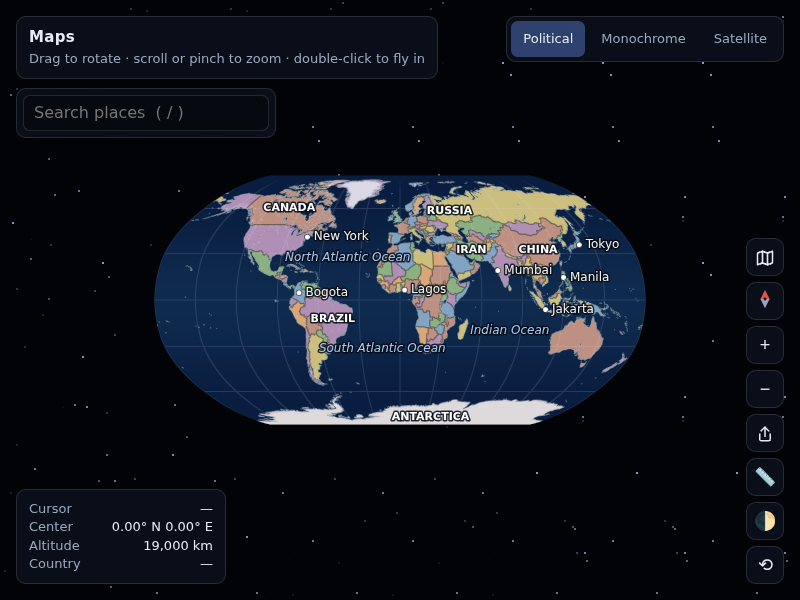 Maps
Drag to rotate · scroll or pinch to zoom · double-click to fly in
Political
Monochrome
Satellite
Search places ( / )
CANADA
RUSSIA
New York
Tokyo
IRAN
CHINA
North Atlantic Ocean
Mumbai
Manila
Bogota
Lagos
Jakarta
BRAZIL
Indian Ocean
South Atlantic Ocean
ANTARCTICA
+
−
Cursor —
Center 0.00° N 0.00° E
Altitude 19,000 km
Country —